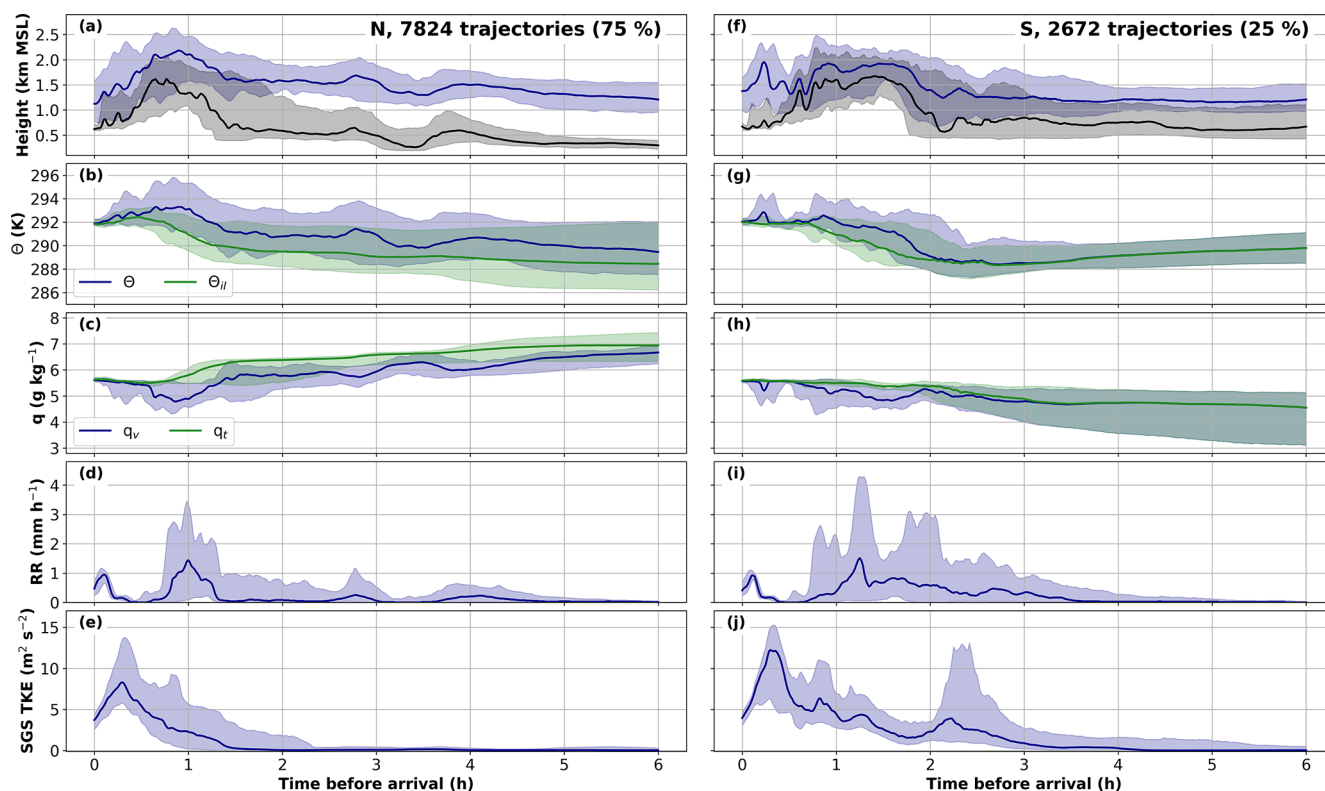 (a)
N, 7824 trajectories (75 %)
Height (km MSL)
2.5
2.0
1.5
1.0
0.5
(b)
Θ (K)
296
294
292
290
288
286
Θ Θil
(c)
q (g kg−1)
8
7
6
5
4
3
qv qt
(d)
RR (mm h−1)
4
3
2
1
0
(e)
SGS TKE (m2 s−2)
15
10
5
0
0 1 2 3 4 5 6
Time before arrival (h)
(f)
S, 2672 trajectories (25 %)
(g)
(h)
(i)
(j)
0 1 2 3 4 5 6
Time before arrival (h)